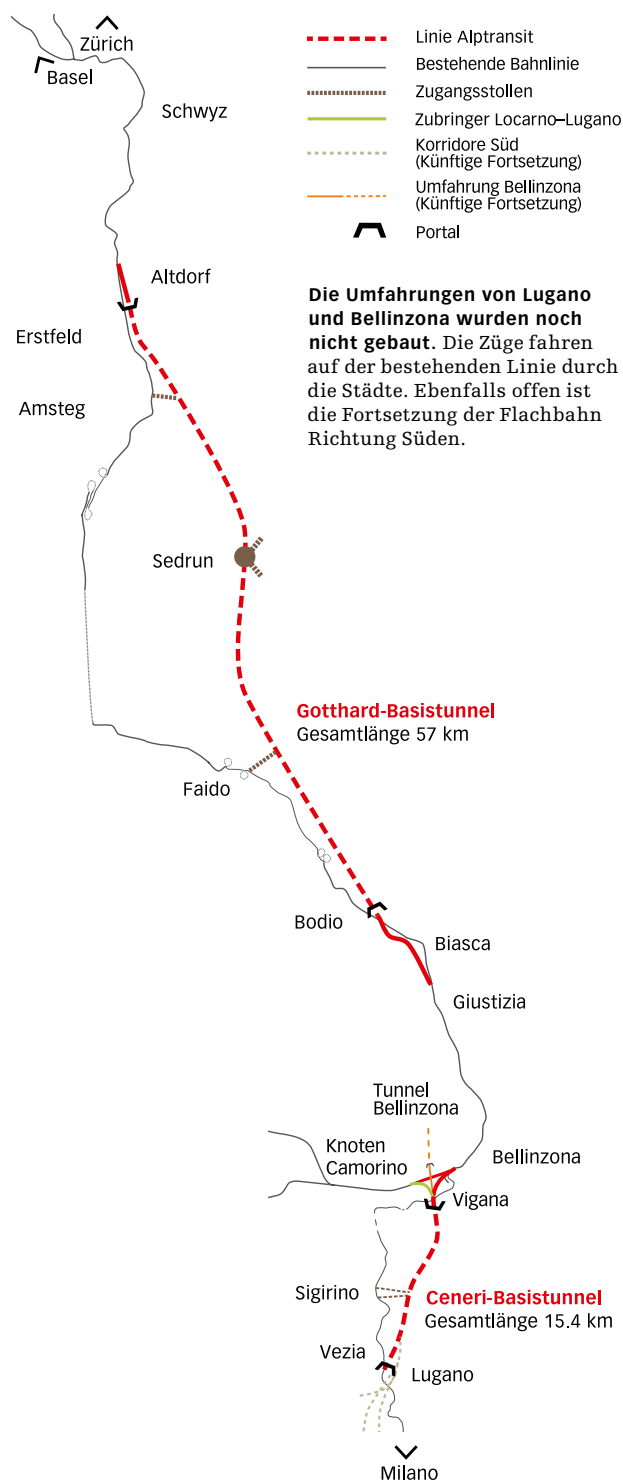 Zürich
Basel
Schwyz
Linie Alptransit
Bestehende Bahnlinie
Zugangsstollen
Zubringer Locarno–Lugano
Korridore Süd
(Künftige Fortsetzung)
Umfahrung Bellinzona
(Künftige Fortsetzung)
Portal
Die Umfahrungen von Lugano
und Bellinzona wurden noch
nicht gebaut. Die Züge fahren
auf der bestehenden Linie durch
die Städte. Ebenfalls offen ist
die Fortsetzung der Flachbahn
Richtung Süden.
Altdorf
Erstfeld
Amsteg
Sedrun
Gotthard-Basistunnel
Gesamtlänge 57 km
Faido
Bodio
Biasca
Giustizia
Tunnel
Bellinzona
Knoten
Camorino
Bellinzona
Vigana
Sigirino
Ceneri-Basistunnel
Gesamtlänge 15.4 km
Vezia
Lugano
Milano